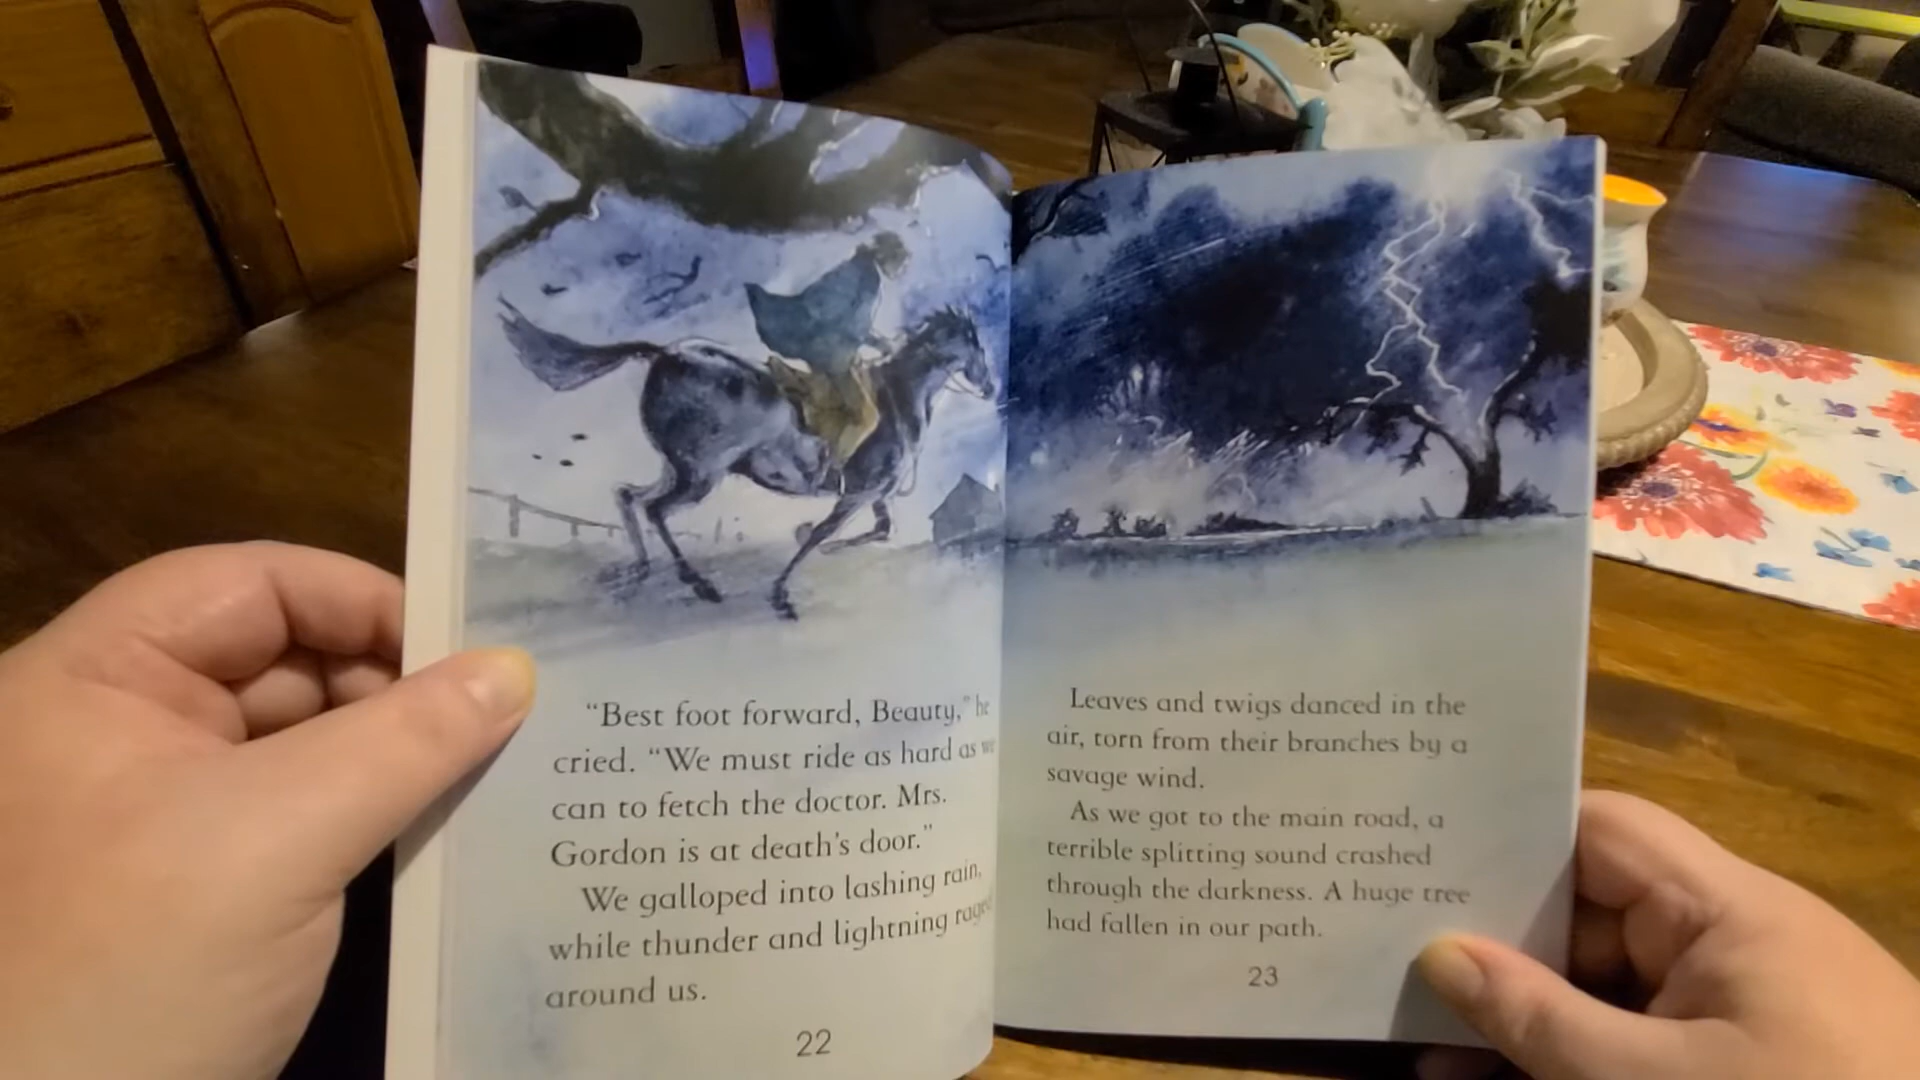 “Best foot forward, Beauty,” he
cried. “We must ride as hard as we
can to fetch the doctor. Mrs.
Gordon is at death's door.”
We galloped into lashing rain,
while thunder and lightning raged
around us.
22
Leaves and twigs danced in the
air, torn from their branches by a
savage wind.
As we got to the main road, a
terrible splitting sound crashed
through the darkness. A huge tree
had fallen in our path.
23